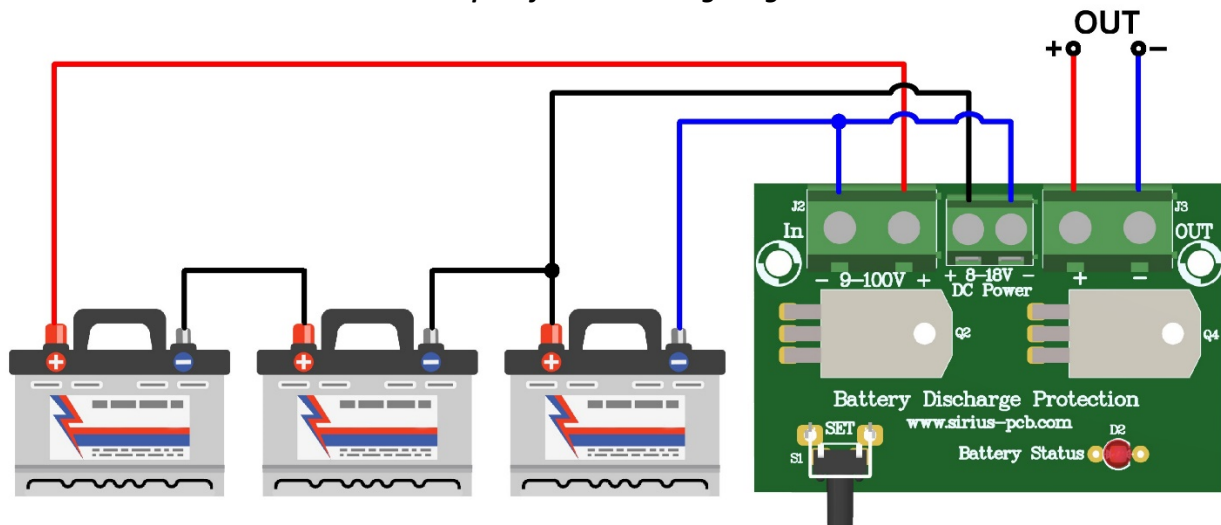 + OUT −
J2
J3
In
OUT
− 9-100V +
+ 8-18V −
DC Power
+ −
+ −
+ −
+ −
Q2
Q4
Battery Discharge Protection
www.sirius-pcb.com
SET
S1
D2
Battery Status